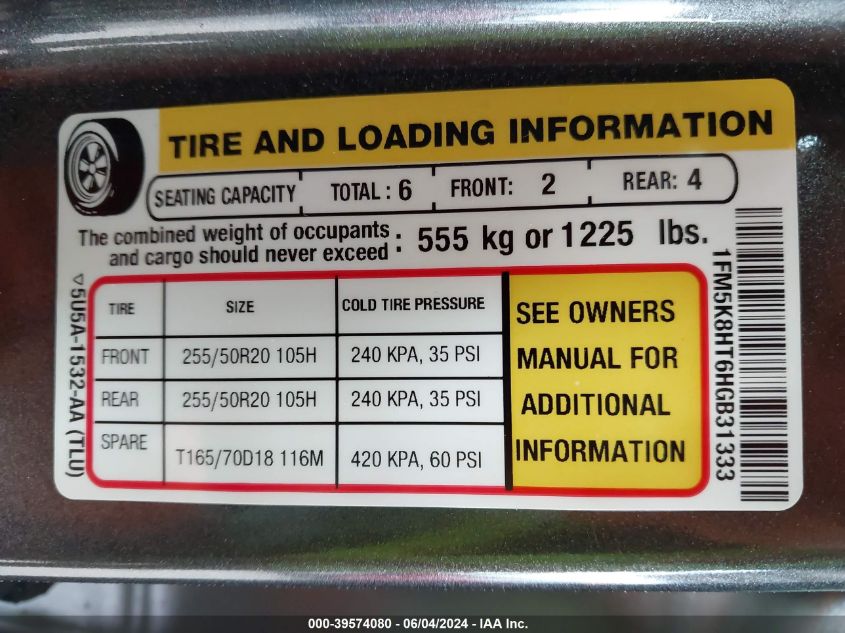 TIRE AND LOADING INFORMATION
SEATING CAPACITY TOTAL : 6 FRONT: 2 REAR: 4
The combined weight of occupants
and cargo should never exceed : 555 kg or 1225 lbs.
TIRE SIZE COLD TIRE PRESSURE
FRONT 255/50R20 105H 240 KPA, 35 PSI
REAR 255/50R20 105H 240 KPA, 35 PSI
SPARE T165/70D18 116M 420 KPA, 60 PSI
SEE OWNERS
MANUAL FOR
ADDITIONAL
INFORMATION
▽5U5A-1532-AA (TLU)
1FM5K8HT6HGB31333
000-39574080 - 06/04/2024 - IAA Inc.